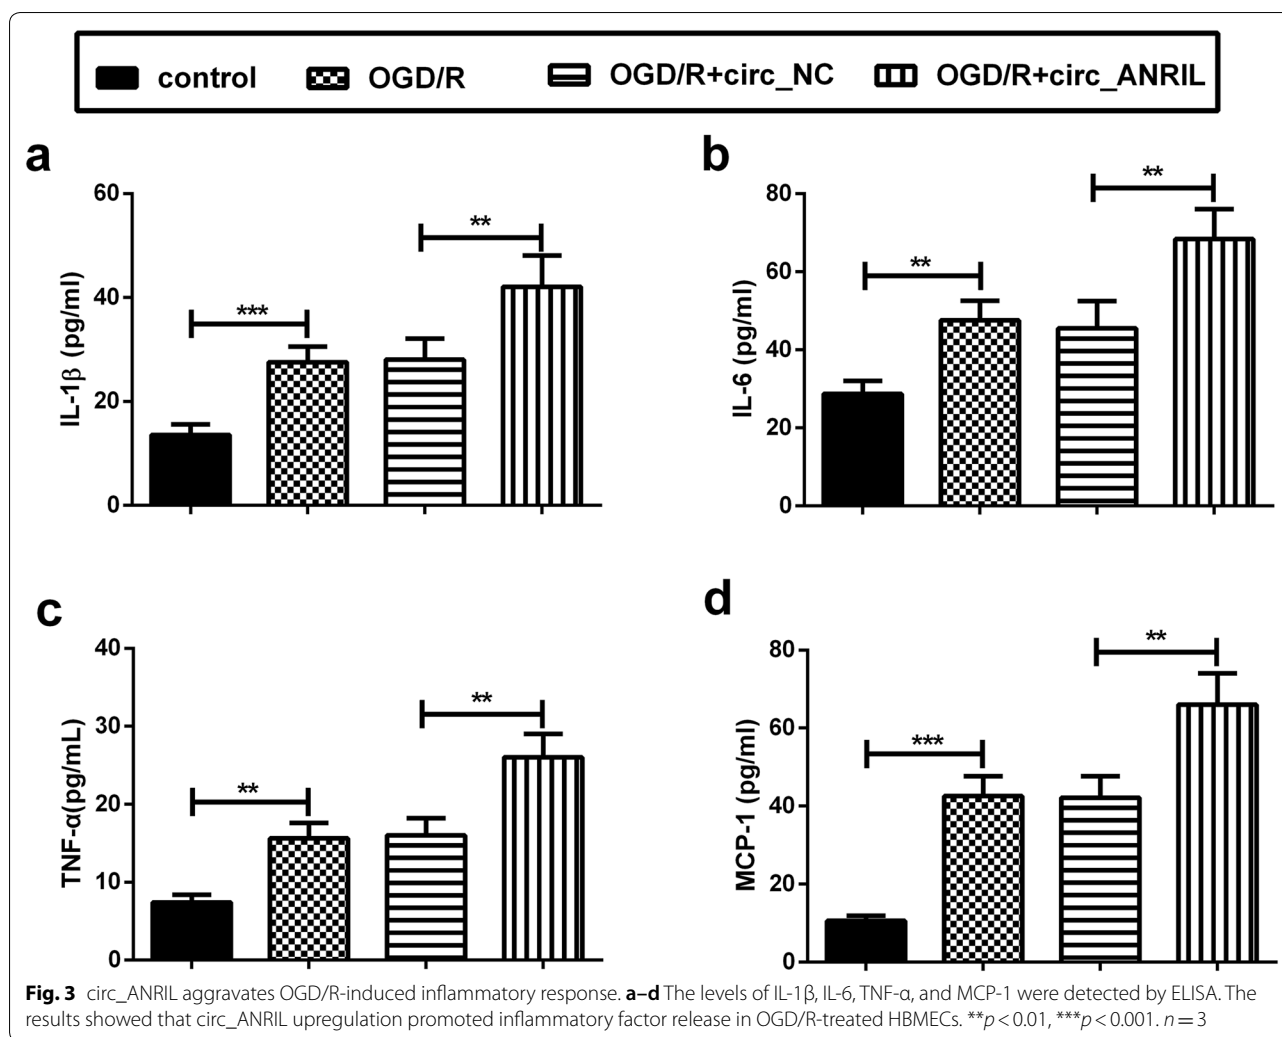 control OGD/R OGD/R+circ_NC OGD/R+circ_ANRIL
a
60
40
20
0
IL-1β (pg/ml)
***
**
b
80
60
40
20
0
IL-6 (pg/ml)
**
**
c
40
30
20
10
0
TNF-α(pg/mL)
**
**
d
80
60
40
20
0
MCP-1 (pg/ml)
***
**
Fig. 3 circ_ANRIL aggravates OGD/R-induced inflammatory response. a–d The levels of IL-1β, IL-6, TNF-α, and MCP-1 were detected by ELISA. The
results showed that circ_ANRIL upregulation promoted inflammatory factor release in OGD/R-treated HBMECs. **p < 0.01, ***p < 0.001. n = 3